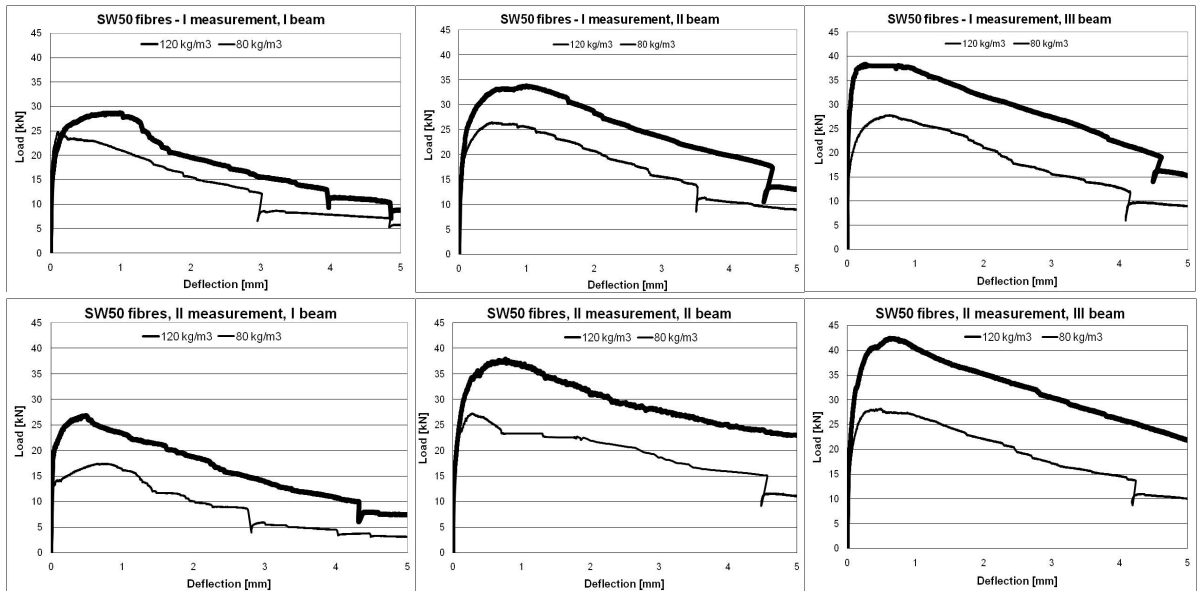 SW50 fibres - I measurement, I beam
120 kg/m3 80 kg/m3
Load [kN]
45
40
35
30
25
20
15
10
5
0
0 1 2 3 4 5
Deflection [mm]
SW50 fibres - I measurement, II beam
120 kg/m3 80 kg/m3
Load [kN]
45
40
35
30
25
20
15
10
5
0
0 1 2 3 4 5
Deflection [mm]
SW50 fibres - I measurement, III beam
120 kg/m3 80 kg/m3
Load [kN]
45
40
35
30
25
20
15
10
5
0
0 1 2 3 4 5
Deflection [mm]
SW50 fibres, II measurement, I beam
120 kg/m3 80 kg/m3
Load [kN]
45
40
35
30
25
20
15
10
5
0
0 1 2 3 4 5
Deflection [mm]
SW50 fibres, II measurement, II beam
120 kg/m3 80 kg/m3
Load [kN]
45
40
35
30
25
20
15
10
5
0
0 1 2 3 4 5
Deflection [mm]
SW50 fibres, II measurement, III beam
120 kg/m3 80 kg/m3
Load [kN]
45
40
35
30
25
20
15
10
5
0
0 1 2 3 4 5
Deflection [mm]